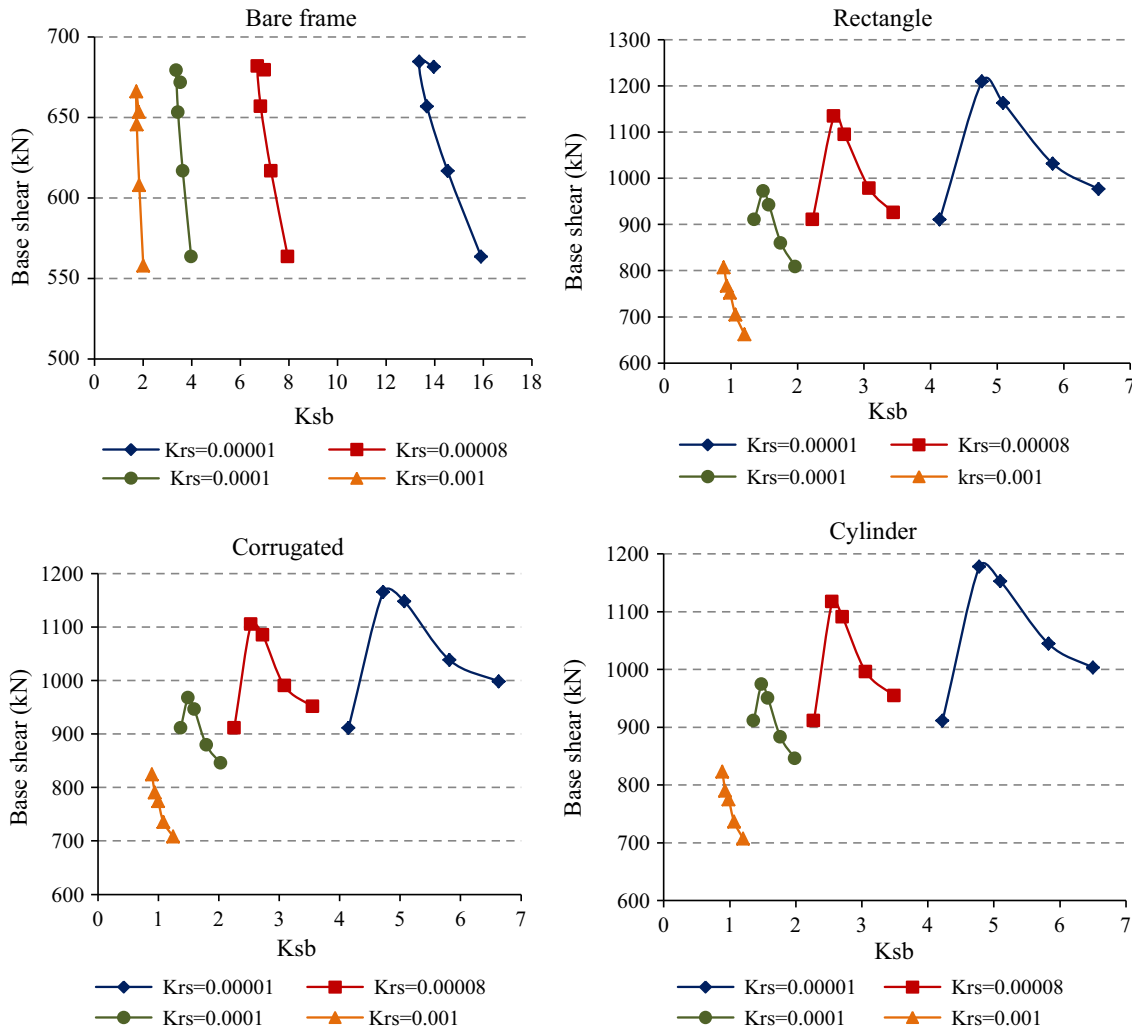 Bare frame
700
650
600
550
500
Base shear (kN)
0 2 4 6 8 10 12 14 16 18
Ksb
Krs=0.00001 Krs=0.00008
Krs=0.0001 Krs=0.001
Rectangle
1300
1200
1100
1000
900
800
700
600
Base shear (kN)
0 1 2 3 4 5 6 7
Ksb
Krs=0.00001 Krs=0.00008
Krs=0.0001 krs=0.001
Corrugated
1200
1100
1000
900
800
700
600
Base shear (kN)
0 1 2 3 4 5 6 7
Ksb
Krs=0.00001 Krs=0.00008
Krs=0.0001 Krs=0.001
Cylinder
1200
1100
1000
900
800
700
600
Base shear (kN)
0 1 2 3 4 5 6 7
Ksb
Krs=0.00001 Krs=0.00008
Krs=0.0001 Krs=0.001